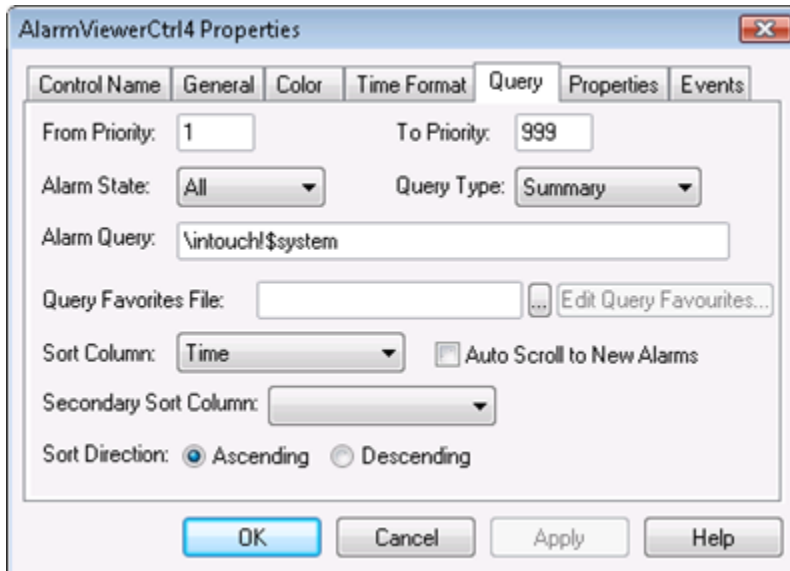 AlarmViewerCtrl4 Properties
Control Name General Color Time Format Query Properties Events
From Priority: 1 To Priority: 999
Alarm State: All Query Type: Summary
Alarm Query: \intouch!$system
Query Favorites File: ... Edit Query Favourites...
Sort Column: Time Auto Scroll to New Alarms
Secondary Sort Column:
Sort Direction: Ascending Descending
OK Cancel Apply Help